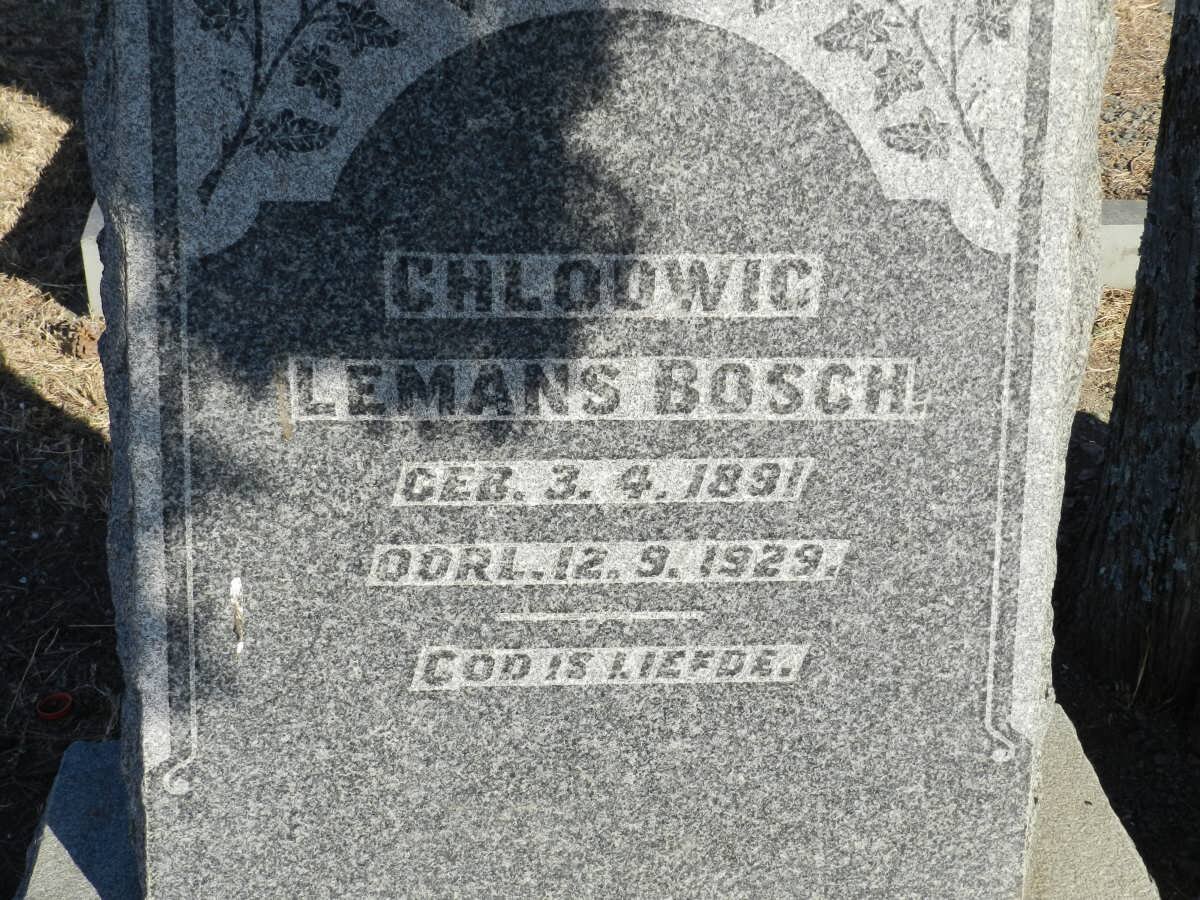 CHLODWIG
LEMANS BOSCH.
GEB. 3. 4. 1891
OORL. 12. 9. 1929.
GOD IS LIEFDE.